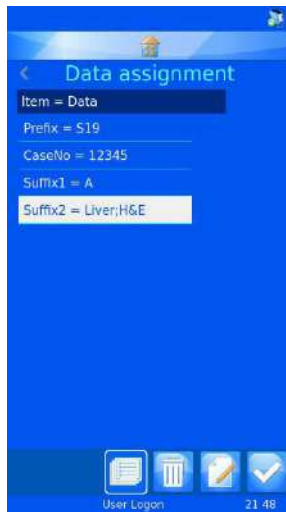 Data assignment
Item = Data
Prefix = S19
CaseNo = 12345
Suffix1 = A
Suffix2 = Liver;H&E
User Logon
21 48